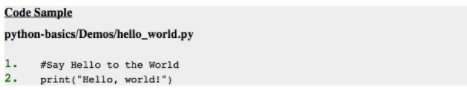 Code Sample
python-basics/Demos/hello_world.py
1. #Say Hello to the World
2. print("Hello, world!")